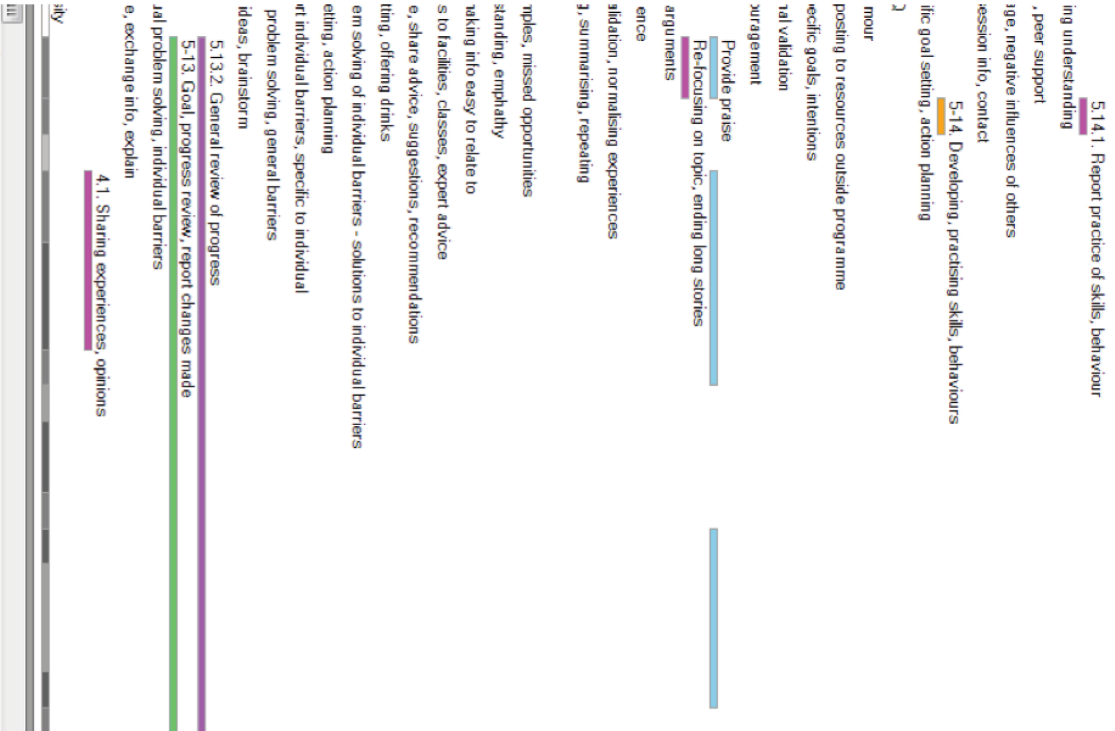 5.14.1. Report practice of skills, behaviour
ing understanding
, peer support
ge, negative influences of others
ession info, contact
5-14. Developing, practising skills, behaviours
ific goal setting, action planning
mour
posting to resources outside programme
ecific goals, intentions
nal validation
ouragement
Provide praise
Re-focusing on topic, ending long stories
arguments
ence
alidation, normalising experiences
g, summarising, repeating
nples, missed opportunities
standing, emphathy
naking info easy to relate to
s to facilities, classes, expert advice
e, share advice, suggestions, recommendations
tting, offering drinks
em solving of individual barriers - solutions to individual barriers
etting, action planning
rt individual barriers, specific to individual
problem solving, general barriers
ideas, brainstorm
5.13.2. General review of progress
5-13. Goal, progress review, report changes made
ual problem solving, individual barriers
e, exchange info, explain
4.1. Sharing experiences, opinions
sity